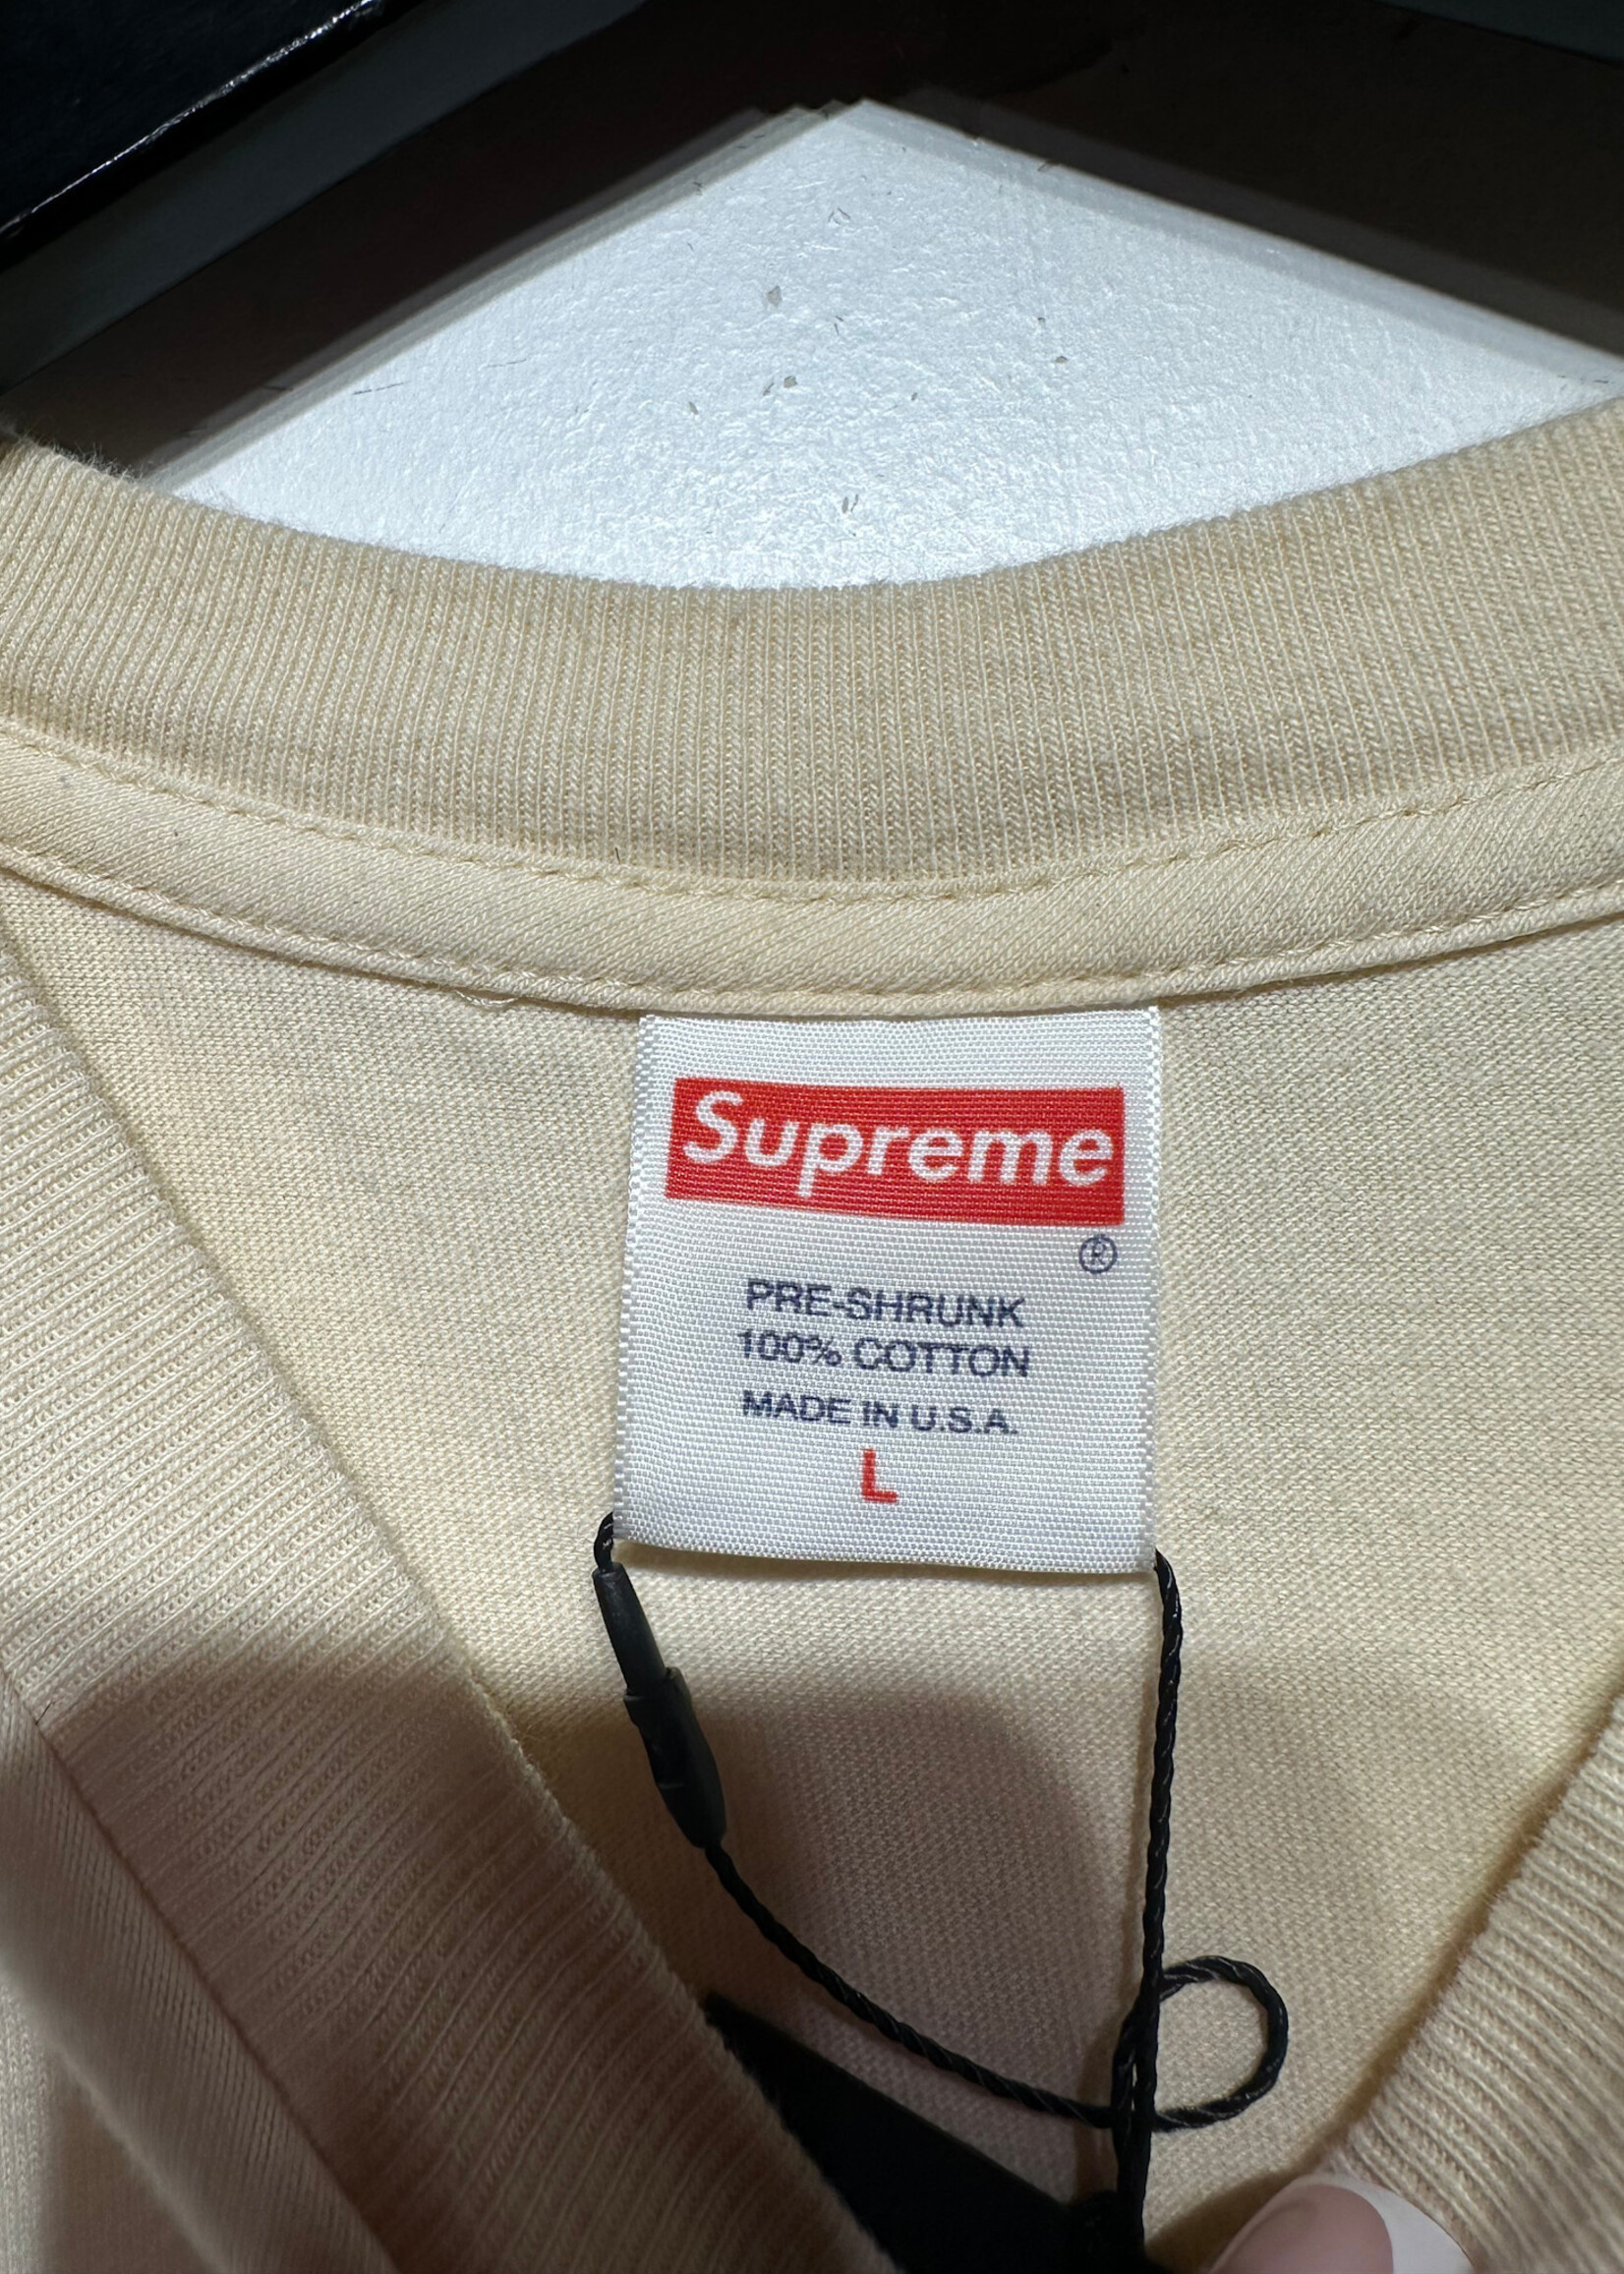 Supreme
®
PRE-SHRUNK
100% COTTON
MADE IN U.S.A.
L